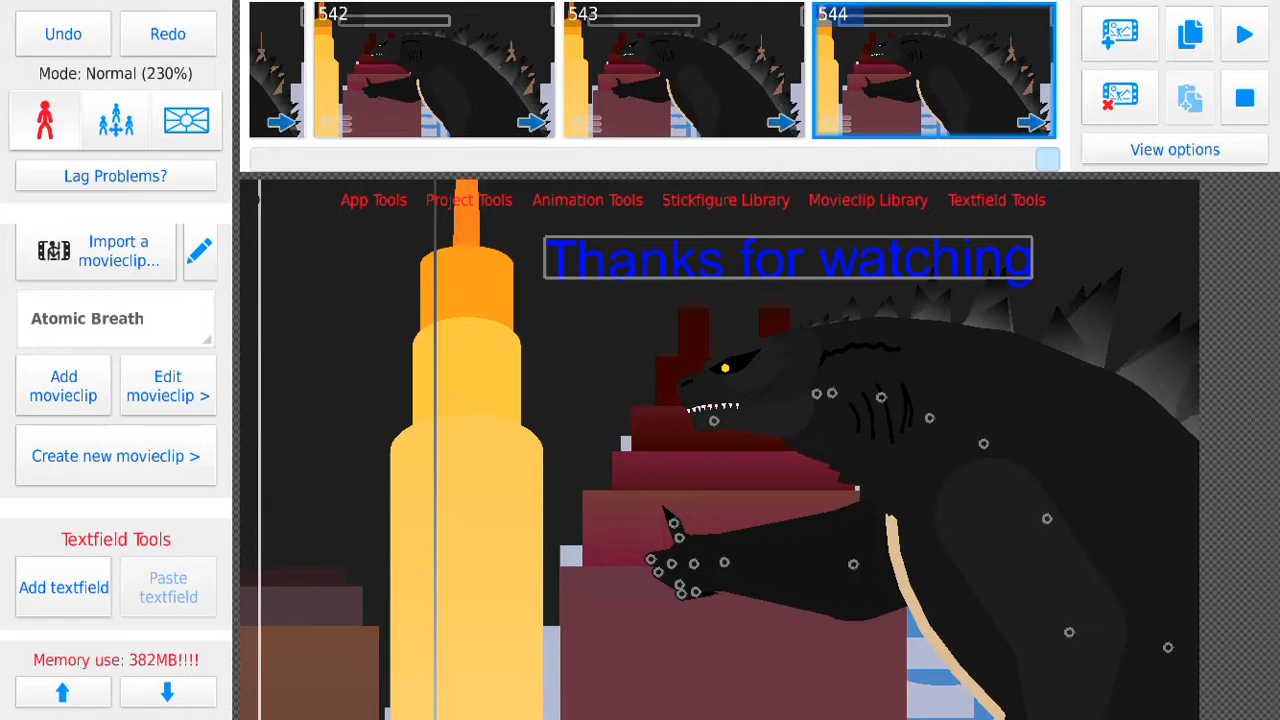 Undo
Redo
Mode: Normal (230%)
Lag Problems?
Import a
movieclip...
Atomic Breath
Add
movieclip
Edit
movieclip >
Create new movieclip >
Textfield Tools
Add textfield
Paste
textfield
Memory use: 382MB!!!!
542
543
544
View options
App Tools
Project Tools
Animation Tools
Stickfigure Library
Movieclip Library
Textfield Tools
Thanks for watching